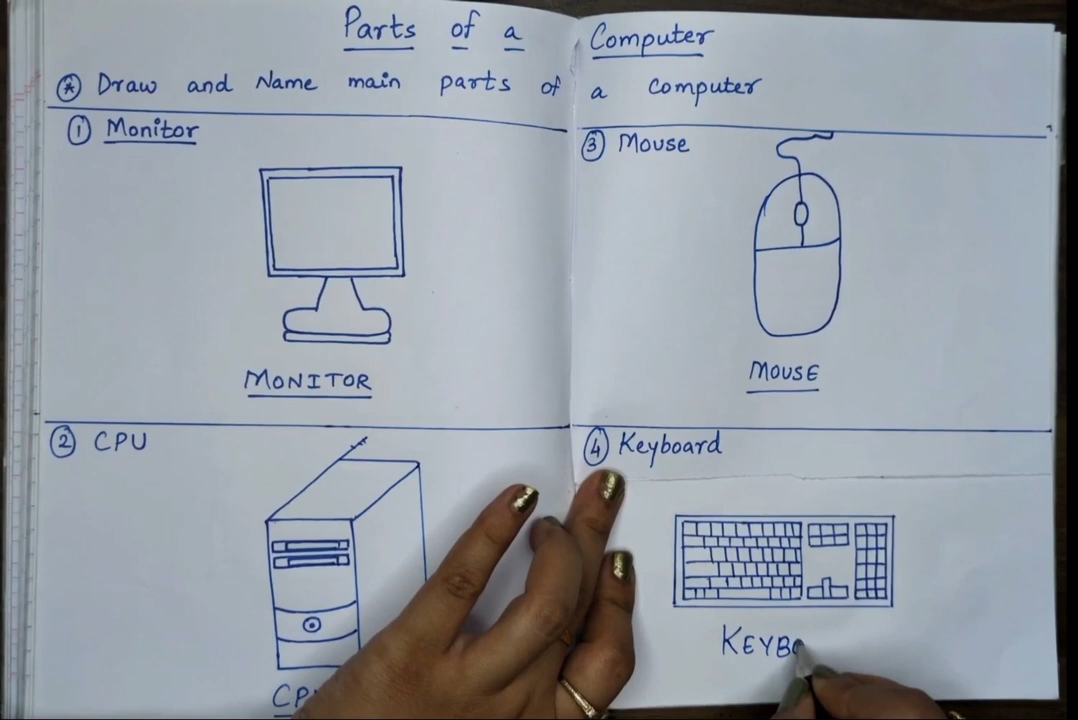 Parts of a Computer
* Draw and Name main parts of a computer
1 Monitor
MONITOR
2 CPU
3 Mouse
MOUSE
4 Keyboard
KEYBO